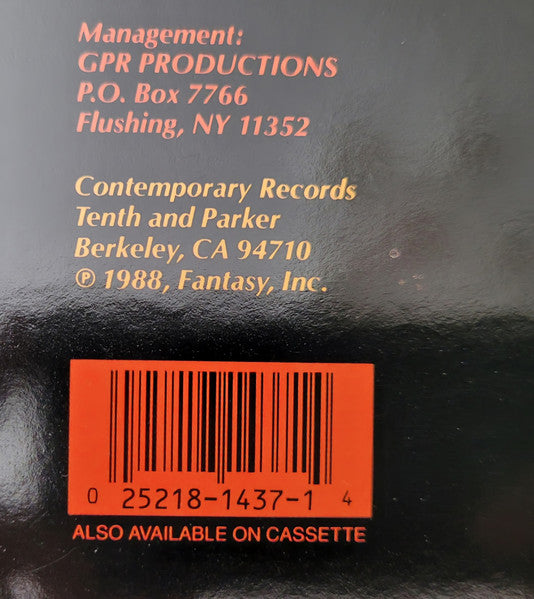 Management:
GPR PRODUCTIONS
P.O. Box 7766
Flushing, NY 11352
Contemporary Records
Tenth and Parker
Berkeley, CA 94710
℗ 1988, Fantasy, Inc.
0 25218-1437-1 4
ALSO AVAILABLE ON CASSETTE